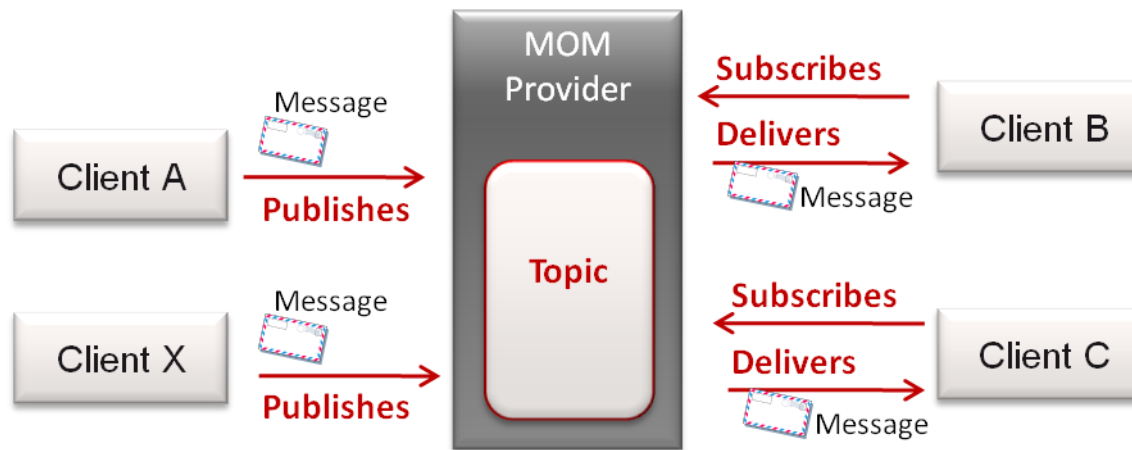 MOM
Provider
Message
Client A
Publishes
Message
Client X
Publishes
Topic
Subscribes
Client B
Delivers
Message
Subscribes
Client C
Delivers
Message